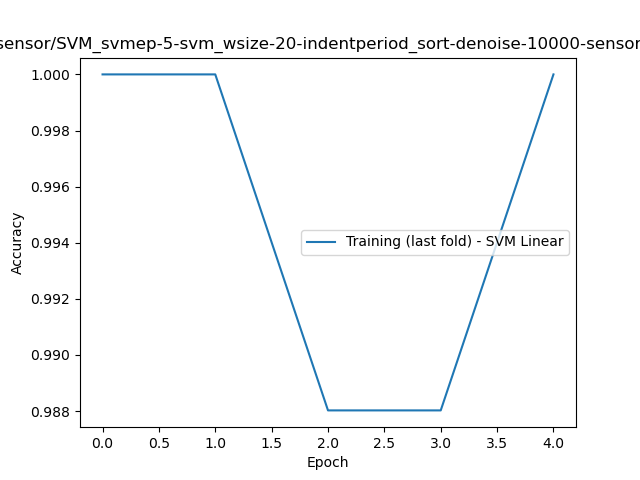 sensor/SVM_svmep-5-svm_wsize-20-indentperiod_sort-denoise-10000-sensor
1.000
0.998
0.996
0.994
0.992
0.990
0.988
Accuracy
Training (last fold) - SVM Linear
0.0 0.5 1.0 1.5 2.0 2.5 3.0 3.5 4.0
Epoch